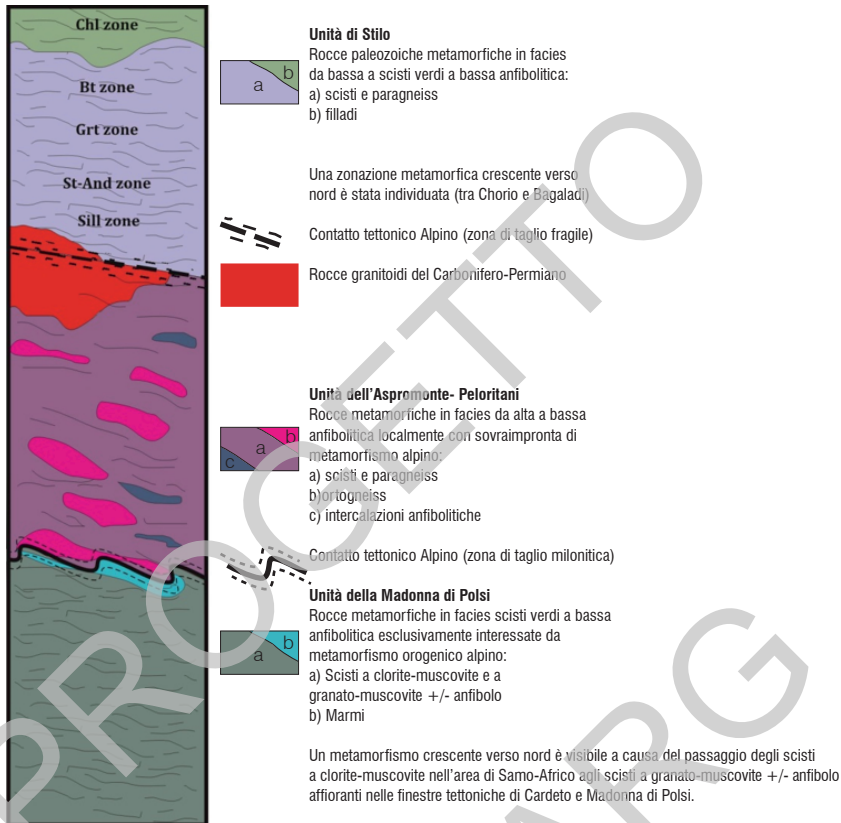 Chl zone
Bt zone
Grt zone
St-And zone
Sill zone
Unità di Stilo
Rocce paleozoiche metamorfiche in facies
da bassa a scisti verdi a bassa anfibolitica:
a) scisti e paragneiss
b) filladi
a
b
Una zonazione metamorfica crescente verso
nord è stata individuata (tra Chorio e Bagaladi)
Contatto tettonico Alpino (zona di taglio fragile)
Rocce granitoidi del Carbonifero-Permiano
Unità dell'Aspromonte- Peloritani
Rocce metamorfiche in facies da alta a bassa
anfibolitica localmente con sovraimpronta di
metamorfismo alpino:
a) scisti e paragneiss
b)ortogneiss
c) intercalazioni anfibolitiche
a
b
c
Contatto tettonico Alpino (zona di taglio milonitica)
Unità della Madonna di Polsi
Rocce metamorfiche in facies scisti verdi a bassa
anfibolitica esclusivamente interessate da
metamorfismo orogenico alpino:
a) Scisti a clorite-muscovite e a
granato-muscovite +/- anfibolo
b) Marmi
a
b
Un metamorfismo crescente verso nord è visibile a causa del passaggio degli scisti
a clorite-muscovite nell'area di Samo-Africo agli scisti a granato-muscovite +/- anfibolo
affioranti nelle finestre tettoniche di Cardeto e Madonna di Polsi.
PROGETTO
ARG